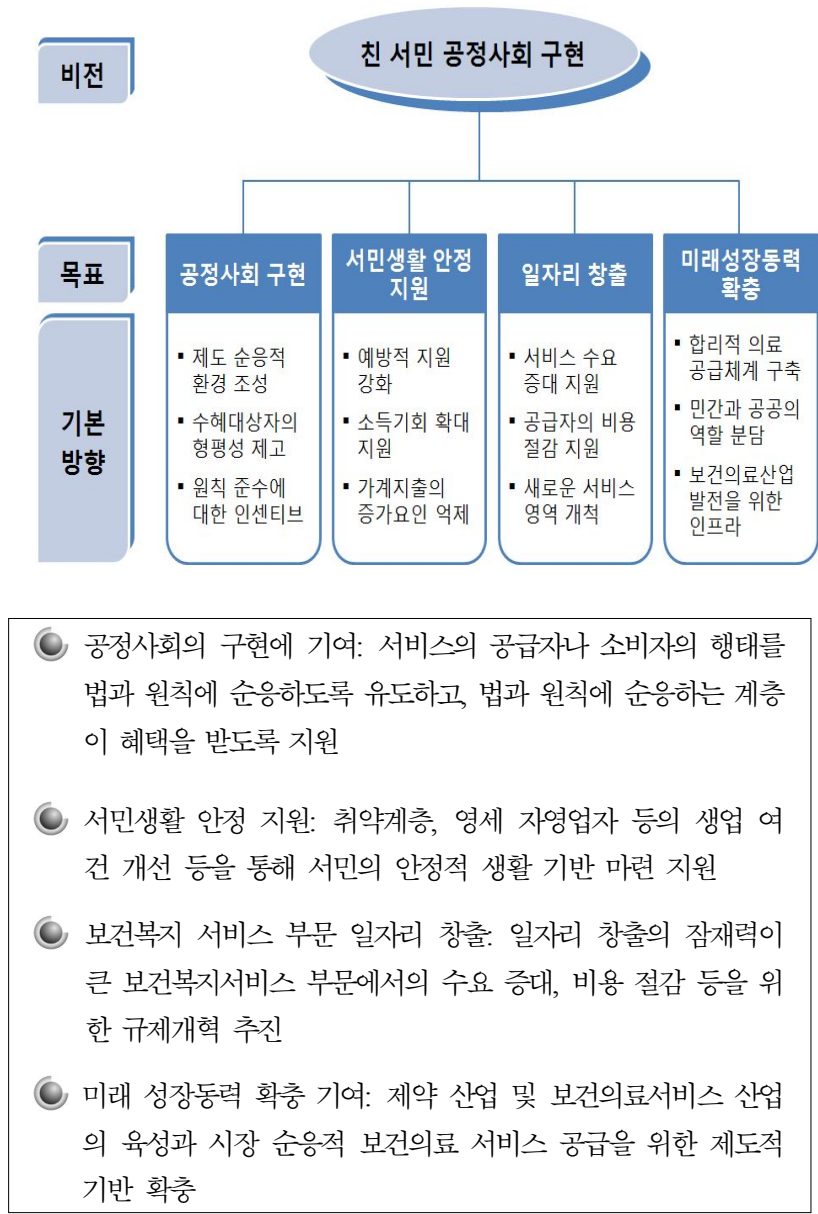 비전
친 서민 공정사회 구현
목표
공정사회 구현
서민생활 안정
지원
일자리 창출
미래성장동력
확충
기본
방향
▪ 제도 순응적
환경 조성
▪ 수혜대상자의
형평성 제고
▪ 원칙 준수에
대한 인센티브
▪ 예방적 지원
강화
▪ 소득기회 확대
지원
▪ 가계지출의
증가요인 억제
▪ 서비스 수요
증대 지원
▪ 공급자의 비용
절감 지원
▪ 새로운 서비스
영역 개척
▪ 합리적 의료
공급체계 구축
▪ 민간과 공공의
역할 분담
▪ 보건의료산업
발전을 위한
인프라
공정사회의 구현에 기여: 서비스의 공급자나 소비자의 행태를
법과 원칙에 순응하도록 유도하고, 법과 원칙에 순응하는 계층
이 혜택을 받도록 지원
서민생활 안정 지원: 취약계층, 영세 자영업자 등의 생업 여
건 개선 등을 통해 서민의 안정적 생활 기반 마련 지원
보건복지 서비스 부문 일자리 창출: 일자리 창출의 잠재력이
큰 보건복지서비스 부문에서의 수요 증대, 비용 절감 등을 위
한 규제개혁 추진
미래 성장동력 확충 기여: 제약 산업 및 보건의료서비스 산업
의 육성과 시장 순응적 보건의료 서비스 공급을 위한 제도적
기반 확충